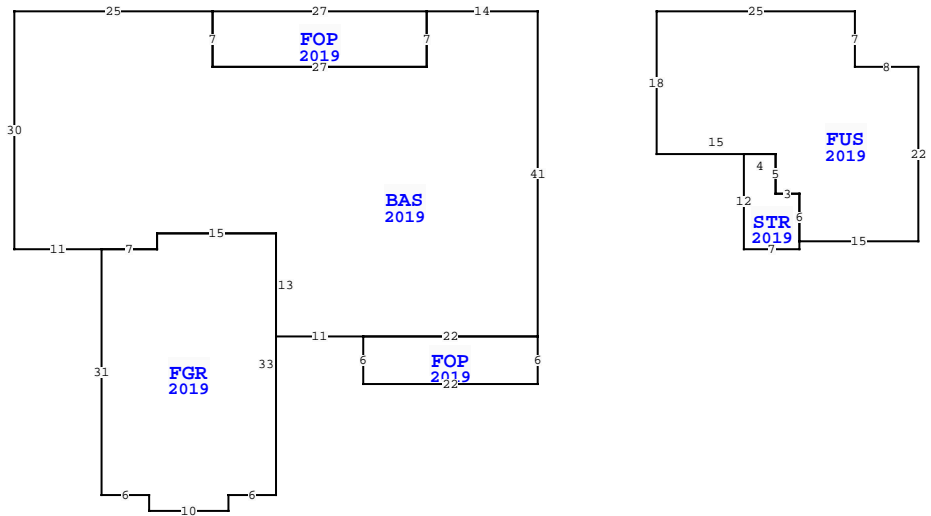 25 27 14 25
7 FOP 7 7
2019
27 8
18
30 15 FUS 22
2019
4
41 5
BAS 12 3
2019 6
STR
15 2019 15
11 7 7
13
11 22
6 FOP 6
2019
31 FGR 33 22
2019
6 6
10